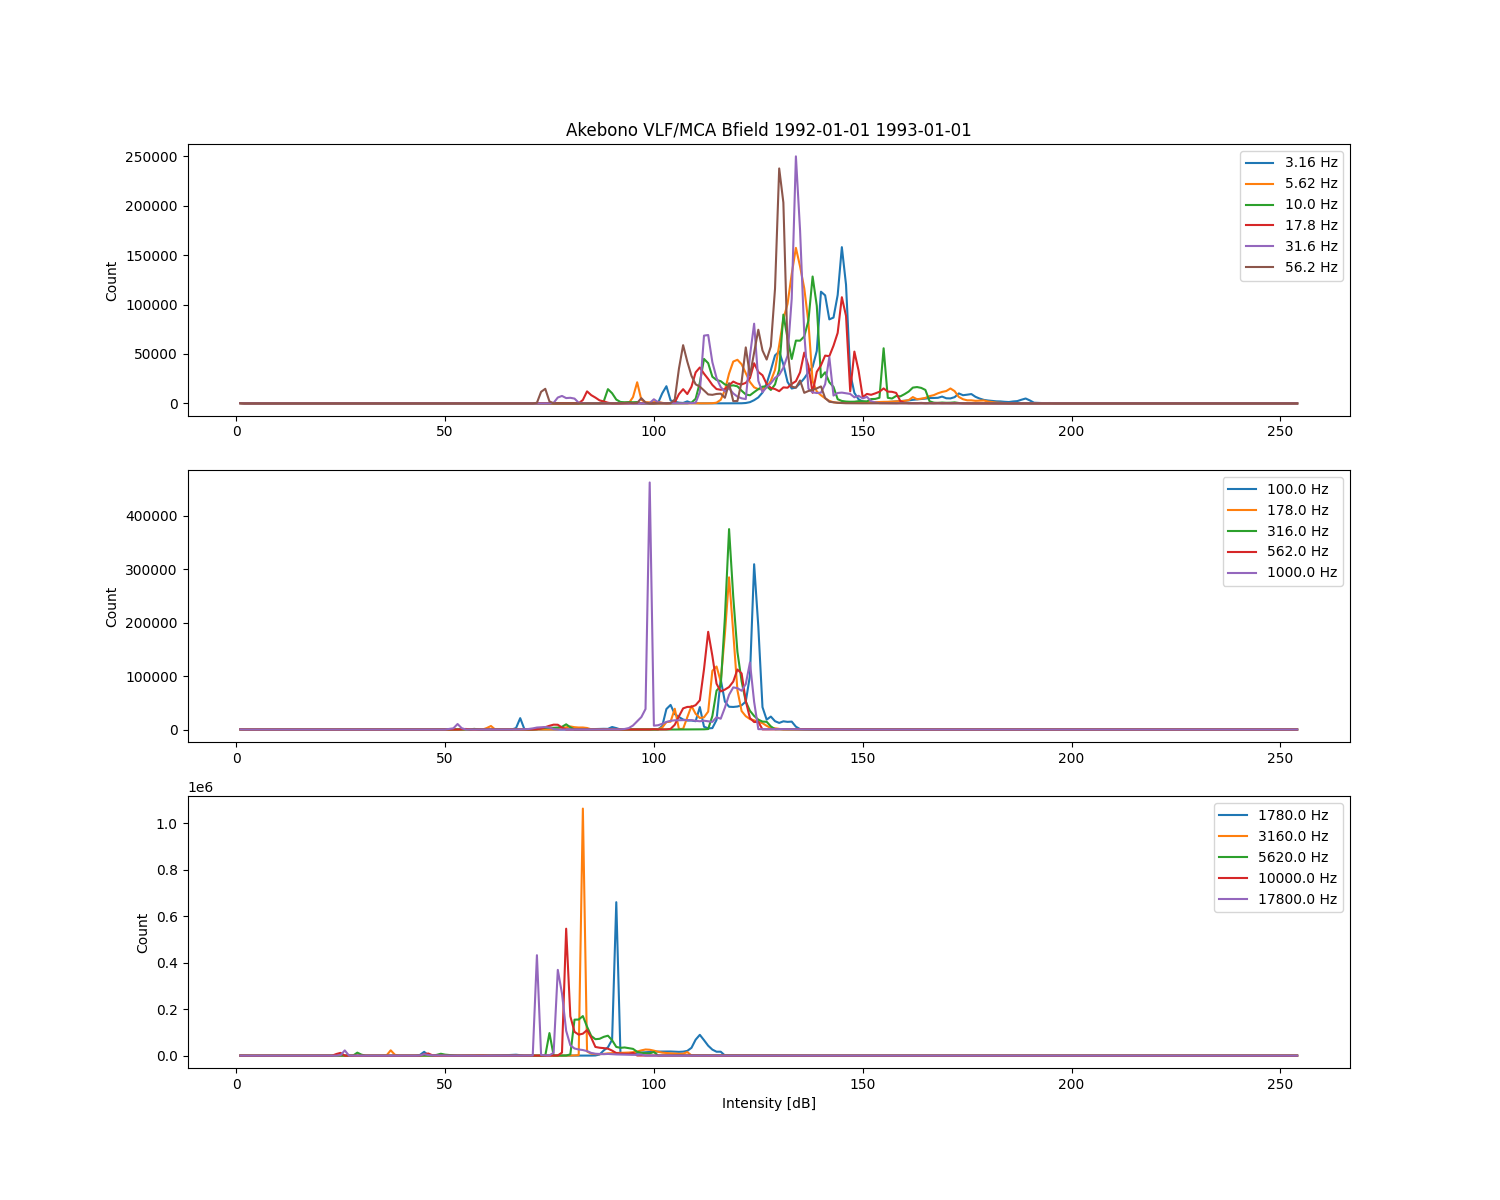 Akebono VLF/MCA Bfield 1992-01-01 1993-01-01
250000
200000
150000
100000
50000
0
Count
0 50 100 150 200 250
3.16 Hz
5.62 Hz
10.0 Hz
17.8 Hz
31.6 Hz
56.2 Hz
400000
300000
200000
100000
0
Count
0 50 100 150 200 250
100.0 Hz
178.0 Hz
316.0 Hz
562.0 Hz
1000.0 Hz
1e6
1.0
0.8
0.6
0.4
0.2
0.0
Count
0 50 100 150 200 250
Intensity [dB]
1780.0 Hz
3160.0 Hz
5620.0 Hz
10000.0 Hz
17800.0 Hz